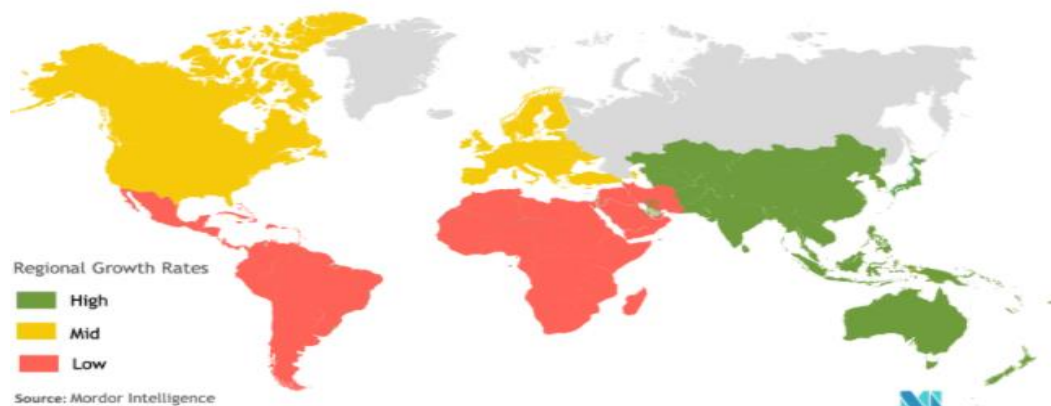 Regional Growth Rates
High
Mid
Low
Source: Mordor Intelligence